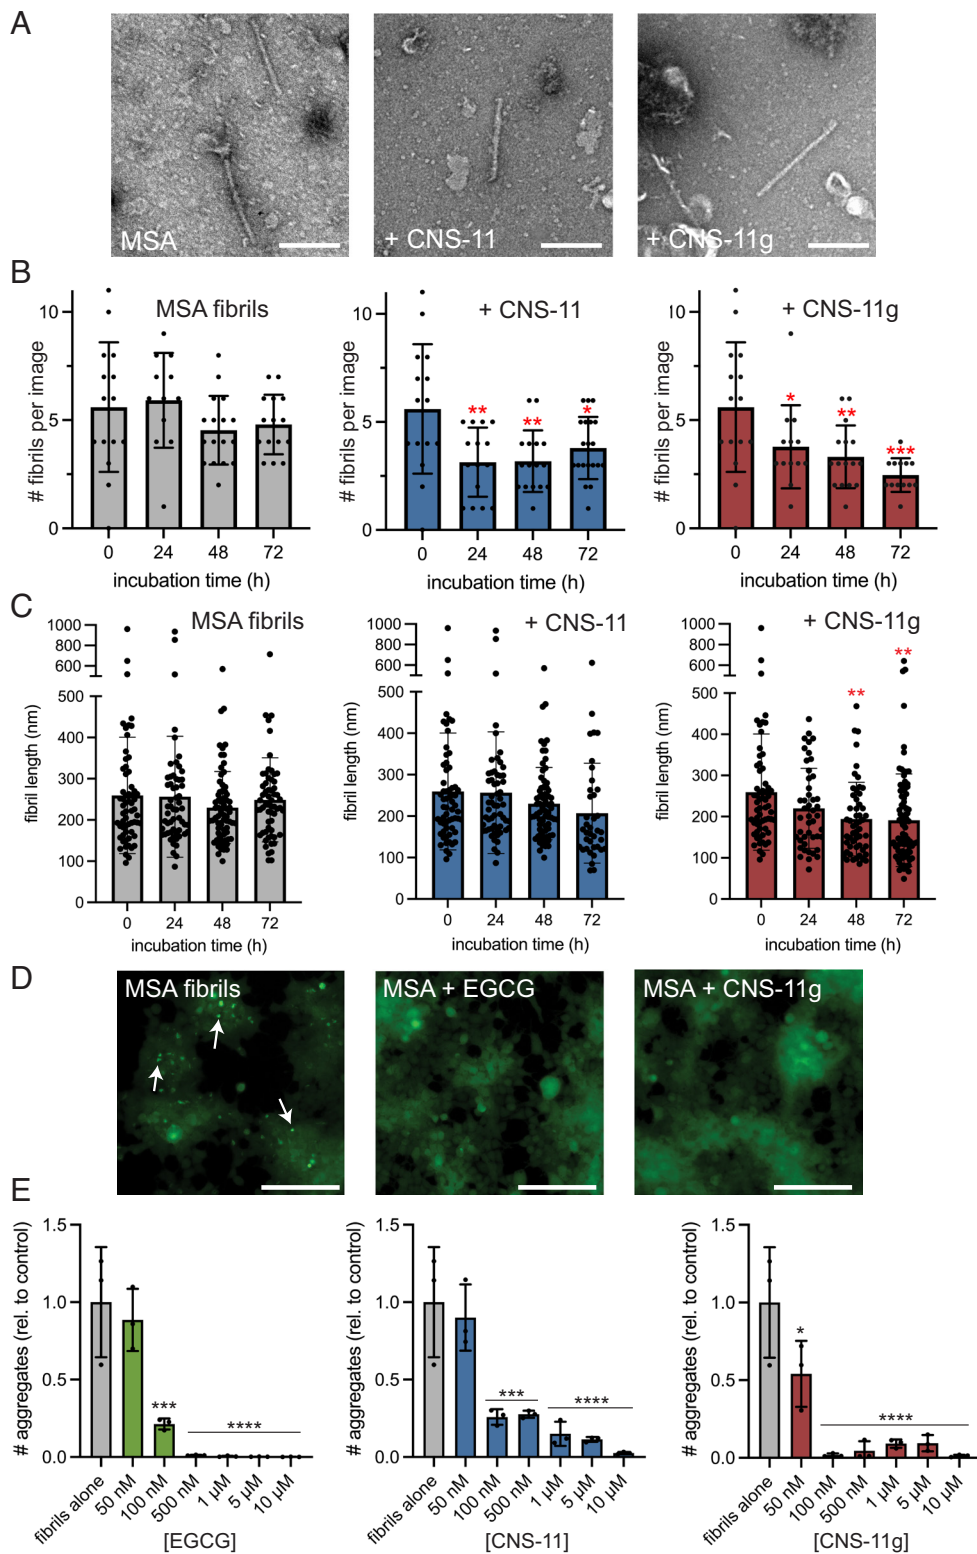 A
MSA
+ CNS-11
+ CNS-11g
B
MSA fibrils
+ CNS-11
+ CNS-11g
# fibrils per image
10
5
0
0 24 48 72
incubation time (h)
# fibrils per image
10
5
0
** ** *
0 24 48 72
incubation time (h)
# fibrils per image
10
5
0
* ** ***
0 24 48 72
incubation time (h)
C
MSA fibrils
+ CNS-11
+ CNS-11g
fibril length (nm)
1000
800
600
500
400
300
200
100
0
0 24 48 72
incubation time (h)
fibril length (nm)
1000
800
600
500
400
300
200
100
0
0 24 48 72
incubation time (h)
fibril length (nm)
1000
800
600
500
400
300
200
100
0
** **
0 24 48 72
incubation time (h)
D
MSA fibrils
MSA + EGCG
MSA + CNS-11g
E
# aggregates (rel. to control)
1.5
1.0
0.5
0.0
*** ****
fibrils alone 50 nM 100 nM 500 nM 1 µM 5 µM 10 µM
[EGCG]
# aggregates (rel. to control)
1.5
1.0
0.5
0.0
*** ****
fibrils alone 50 nM 100 nM 500 nM 1 µM 5 µM 10 µM
[CNS-11]
# aggregates (rel. to control)
1.5
1.0
0.5
0.0
* ****
fibrils alone 50 nM 100 nM 500 nM 1 µM 5 µM 10 µM
[CNS-11g]